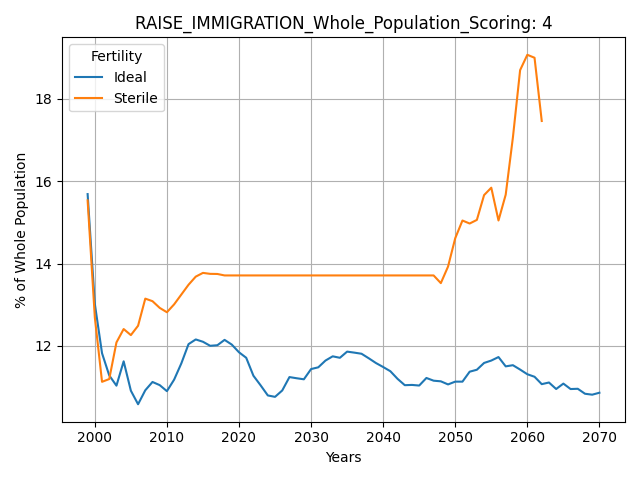 RAISE_IMMIGRATION_Whole_Population_Scoring: 4
Fertility
Ideal
Sterile
18
16
14
12
% of Whole Population
2000 2010 2020 2030 2040 2050 2060 2070
Years